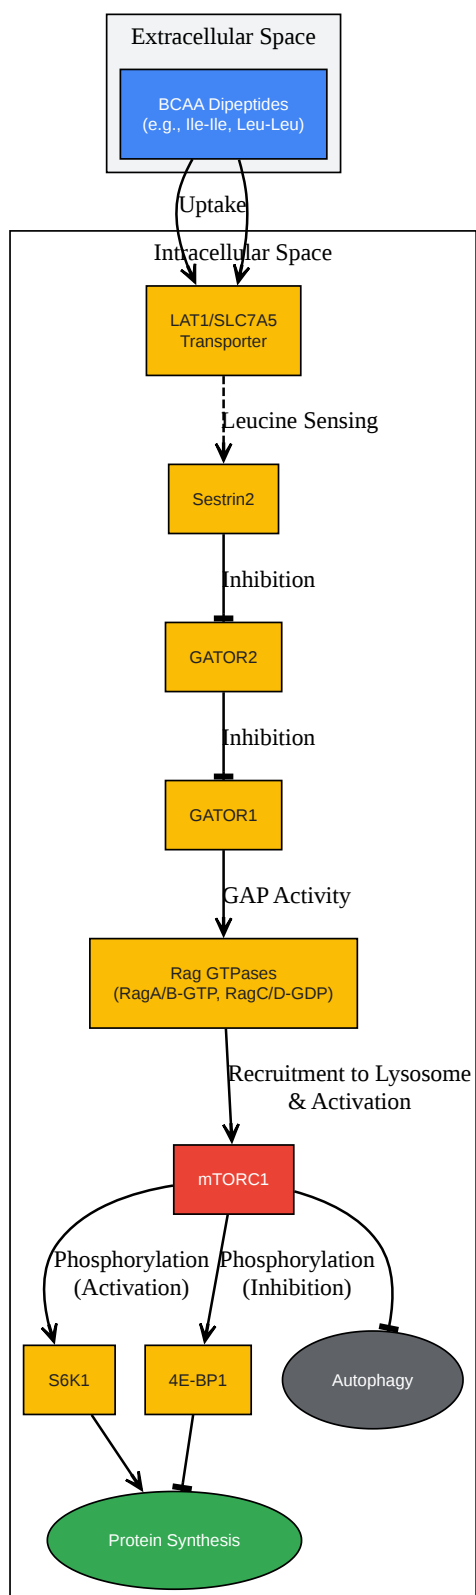 Extracellular Space
BCAA Dipeptides
(e.g., Ile-Ile, Leu-Leu)
Uptake
Intracellular Space
LAT1/SLC7A5
Transporter
Leucine Sensing
Sestrin2
Inhibition
GATOR2
Inhibition
GATOR1
GAP Activity
Rag GTPases
(RagA/B-GTP, RagC/D-GDP)
Recruitment to Lysosome
& Activation
mTORC1
Phosphorylation
(Activation)
Phosphorylation
(Inhibition)
S6K1
4E-BP1
Autophagy
Protein Synthesis